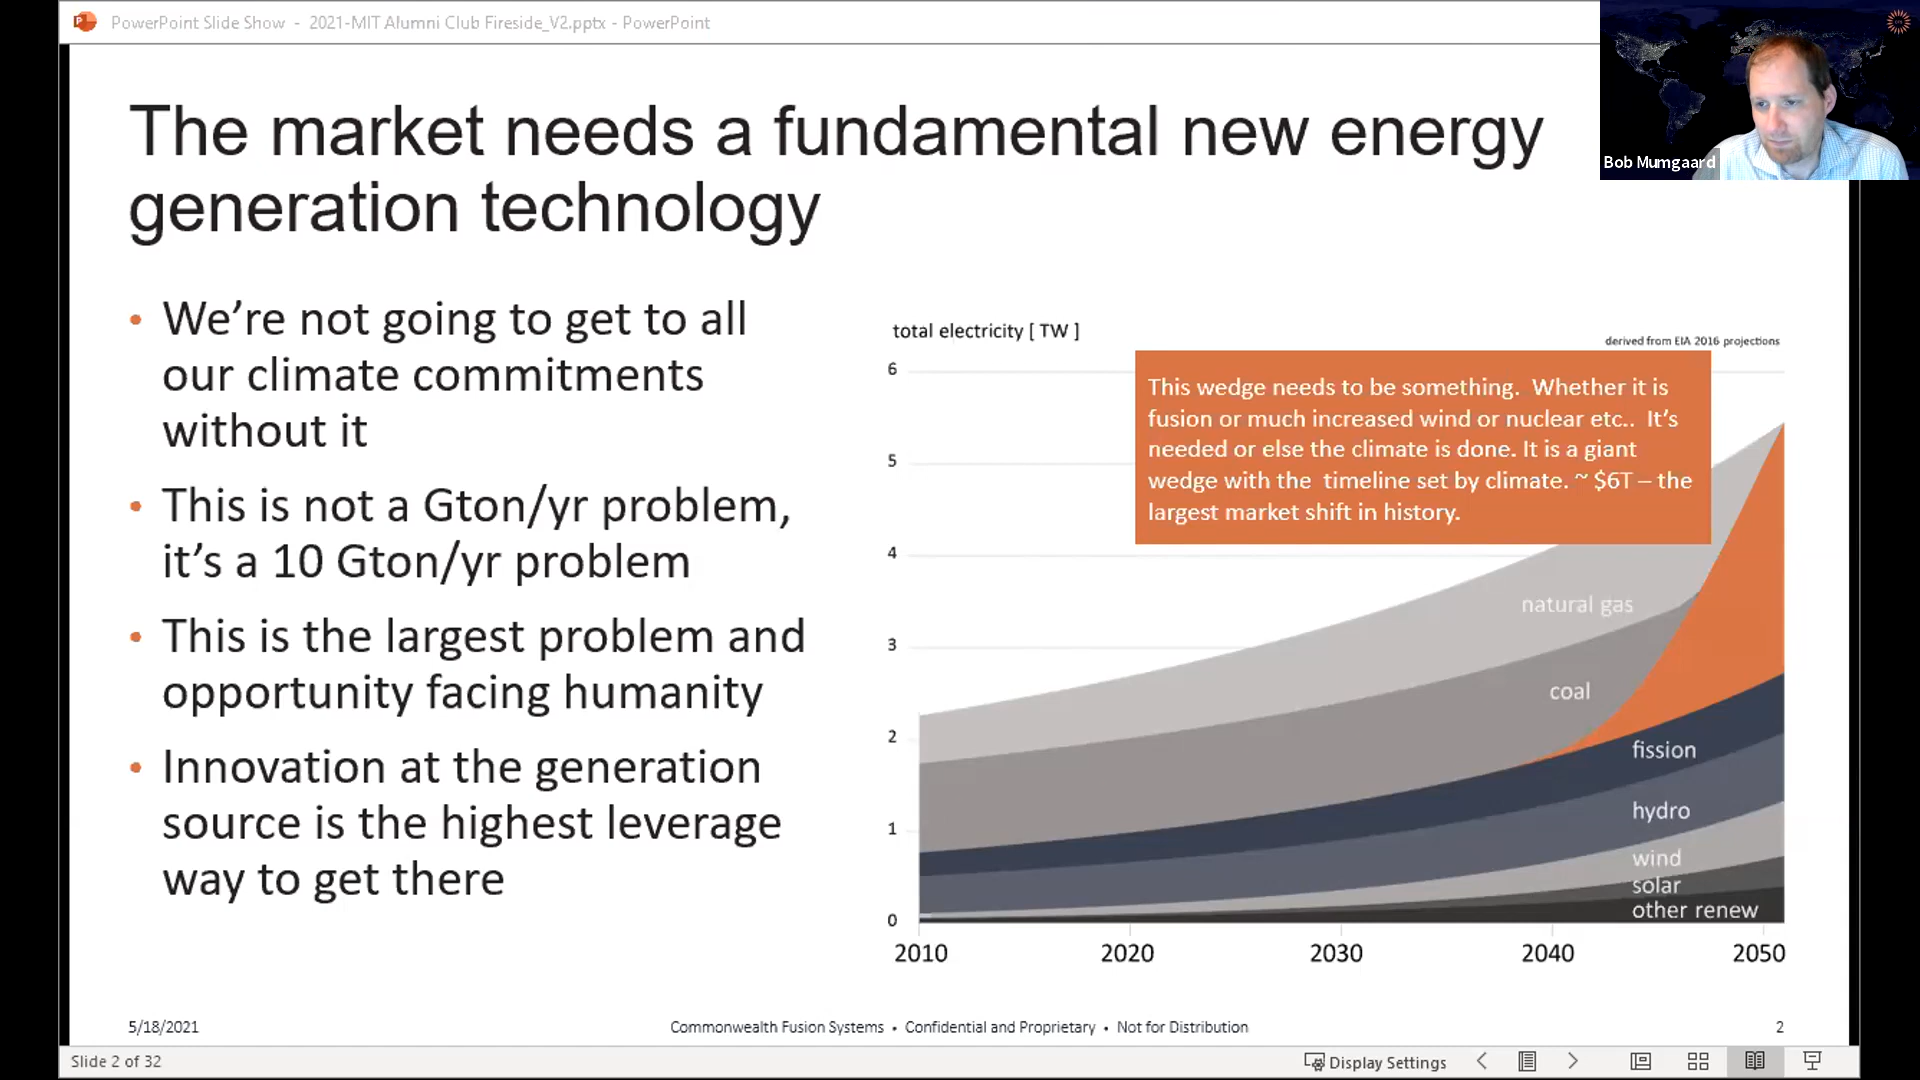 PowerPoint Slide Show - 2021-MIT Alumni Club Fireside_V2.pptx - PowerPoint
Bob Mumgaard
The market needs a fundamental new energy
generation technology
• We’re not going to get to all
our climate commitments
without it
• This is not a Gton/yr problem,
it’s a 10 Gton/yr problem
• This is the largest problem and
opportunity facing humanity
• Innovation at the generation
source is the highest leverage
way to get there
total electricity [ TW ]
derived from EIA 2016 projections
This wedge needs to be something. Whether it is
fusion or much increased wind or nuclear etc.. It’s
needed or else the climate is done. It is a giant
wedge with the timeline set by climate. ~ $6T – the
largest market shift in history.
6
5
4
3
2
1
0
natural gas
coal
fission
hydro
wind
solar
other renew
2010 2020 2030 2040 2050
5/18/2021
Commonwealth Fusion Systems • Confidential and Proprietary • Not for Distribution
2
Slide 2 of 32
Display Settings